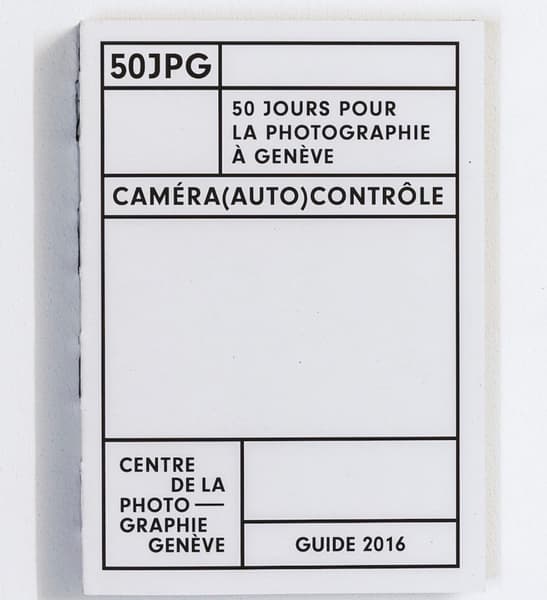 50JPG
50 JOURS POUR
LA PHOTOGRAPHIE
À GENÈVE
CAMÉRA(AUTO)CONTRÔLE
CENTRE
DE LA
PHOTO —
GRAPHIE
GENÈVE
GUIDE 2016